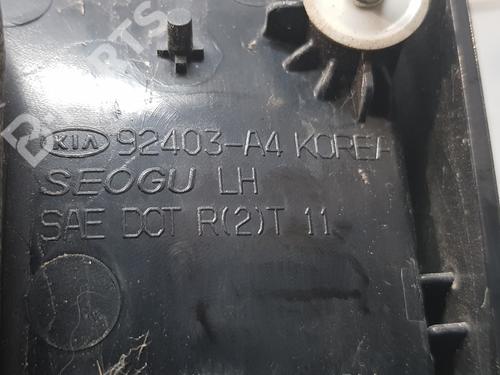 KIA 92403-A4 KOREA
SEOGU LH
SAE DOT R(2)T 11